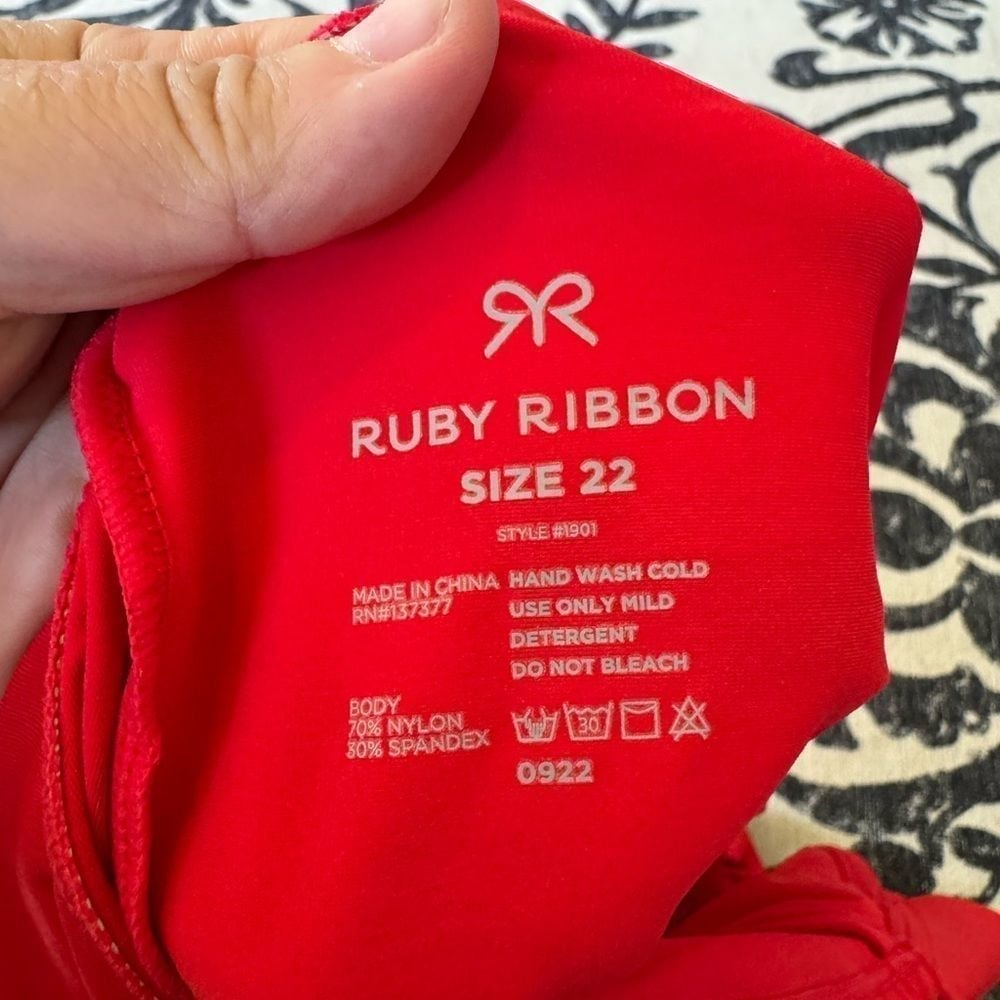 RUBY RIBBON
SIZE 22
STYLE #1901
MADE IN CHINA
RN#137377
HAND WASH COLD
USE ONLY MILD
DETERGENT
DO NOT BLEACH
BODY
70% NYLON
30% SPANDEX
30
0922